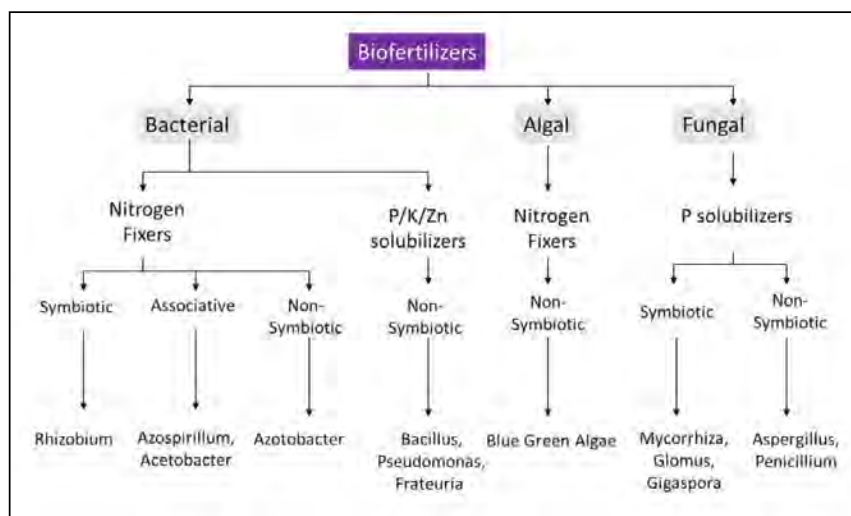 Biofertilizers
Bacterial
Algal
Fungal
Nitrogen
Fixers
P/K/Zn
solubilizers
Nitrogen
Fixers
P solubilizers
Symbiotic
Associative
Non-
Symbiotic
Non-
Symbiotic
Non-
Symbiotic
Symbiotic
Non-
Symbiotic
Rhizobium
Azospirillum,
Acetobacter
Azotobacter
Bacillus,
Pseudomonas,
Frateuria
Blue Green Algae
Mycorrhiza,
Glomus,
Gigaspora
Aspergillus,
Penicillium